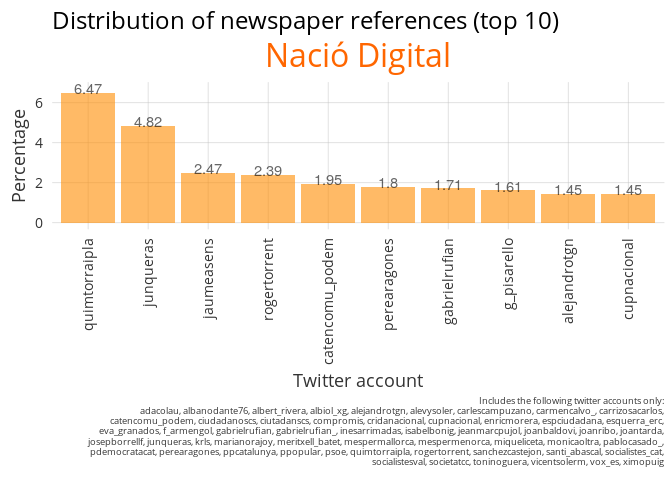 Distribution of newspaper references (top 10)
Nació Digital
Percentage
6
4
2
0
6.47
4.82
2.47
2.39
1.95
1.8
1.71
1.61
1.45
1.45
quimtorraipla
junqueras
jaumeasens
rogertorrent
catencomu_podem
perearagones
gabrielrufian
g_pisarello
alejandrotgn
cupnacional
Twitter account
Includes the following twitter accounts only:
adacolau, albanodante76, albert_rivera, albiol_xg, alejandrotgn, alevysoler, carlescampuzano, carmencalvo_, carrizosacarlos,
catencomu_podem, ciudadanoscs, ciutadanscs, compromis, cridanacional, cupnacional, enricmorera, espciudadana, esquerra_erc,
eva_granados, f_armengol, gabrielrufian, gabrielrufian_, inesarrimadas, isabelbonig, jeanmarcpujol, joanbaldovi, joanribo, joantarda,
josepborrellf, junqueras, krls, marianorajoy, meritxell_batet, mespermallorca, mespermenorca, miqueliceta, monicaoltra, pablocasado_,
pdemocratacat, perearagones, ppcatalunya, ppopular, psoe, quimtorraipla, rogertorrent, sanchezcastejon, santi_abascal, socialistes_cat,
socialistesval, societatcc, toninoguera, vicentsolerm, vox_es, ximopuig